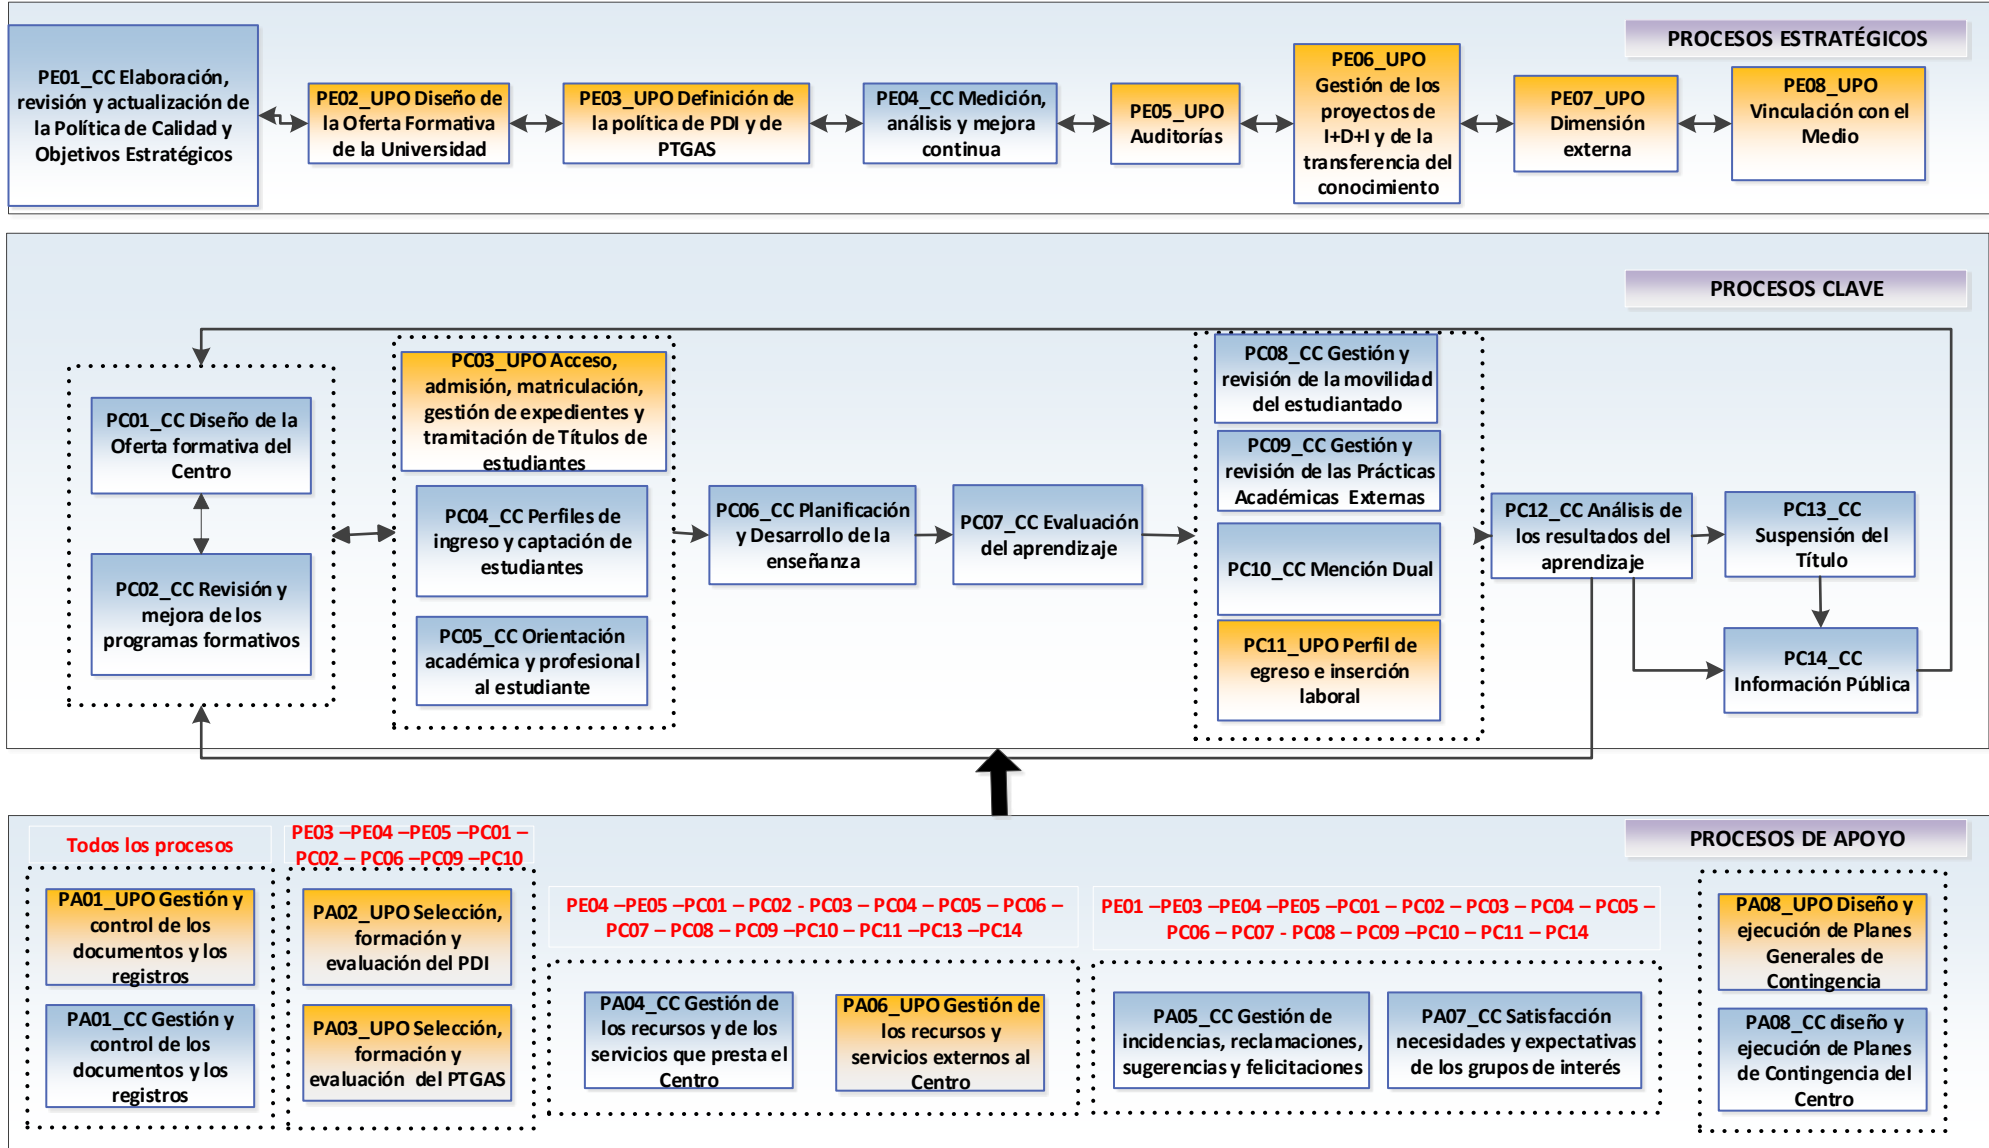 PROCESOS ESTRATÉGICOS
PE01_CC Elaboración,
revisión y actualización de
la Política de Calidad y
Objetivos Estratégicos
PE02_UPO Diseño de
la Oferta Formativa
de la Universidad
PE03_UPO Definición de
la política de PDI y de
PTGAS
PE04_CC Medición,
análisis y mejora
continua
PE05_UPO
Auditorías
PE06_UPO
Gestión de los
proyectos de
I+D+I y de la
transferencia del
conocimiento
PE07_UPO
Dimensión
externa
PE08_UPO
Vinculación con el
Medio
PROCESOS CLAVE
PC01_CC Diseño de la
Oferta formativa del
Centro
PC02_CC Revisión y
mejora de los
programas formativos
PC03_UPO Acceso,
admisión, matriculación,
gestión de expedientes y
tramitación de Títulos de
estudiantes
PC04_CC Perfiles de
ingreso y captación de
estudiantes
PC05_CC Orientación
académica y profesional
al estudiante
PC06_CC Planificación
y Desarrollo de la
enseñanza
PC07_CC Evaluación
del aprendizaje
PC08_CC Gestión y
revisión de la movilidad
del estudiantado
PC09_CC Gestión y
revisión de las Prácticas
Académicas Externas
PC10_CC Mención Dual
PC11_UPO Perfil de
egreso e inserción
laboral
PC12_CC Análisis de
los resultados del
aprendizaje
PC13_CC
Suspensión del
Título
PC14_CC
Información Pública
PROCESOS DE APOYO
Todos los procesos
PA01_UPO Gestión y
control de los
documentos y los
registros
PA01_CC Gestión y
control de los
documentos y los
registros
PE03 –PE04 –PE05 –PC01 –
PC02 – PC06 –PC09 –PC10
PA02_UPO Selección,
formación y
evaluación del PDI
PA03_UPO Selección,
formación y
evaluación del PTGAS
PE04 –PE05 –PC01 – PC02 - PC03 – PC04 – PC05 – PC06 –
PC07 – PC08 – PC09 –PC10 – PC11 –PC13 –PC14
PA04_CC Gestión de
los recursos y de los
servicios que presta el
Centro
PA06_UPO Gestión de
los recursos y
servicios externos al
Centro
PE01 –PE03 –PE04 –PE05 –PC01 – PC02 – PC03 – PC04 – PC05 –
PC06 – PC07 - PC08 – PC09 –PC10 – PC11 – PC14
PA05_CC Gestión de
incidencias, reclamaciones,
sugerencias y felicitaciones
PA07_CC Satisfacción
necesidades y expectativas
de los grupos de interés
PA08_UPO Diseño y
ejecución de Planes
Generales de
Contingencia
PA08_CC diseño y
ejecución de Planes
de Contingencia del
Centro